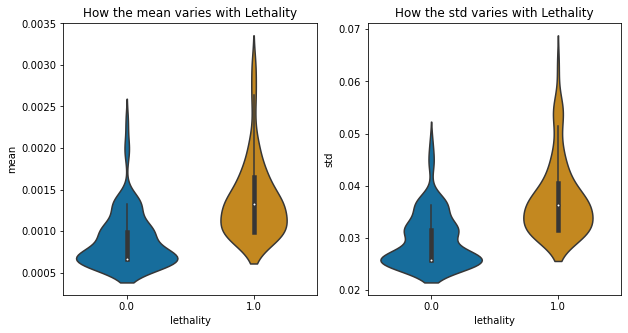 How the mean varies with Lethality
mean
0.0035
0.0030
0.0025
0.0020
0.0015
0.0010
0.0005
0.0
1.0
lethality
How the std varies with Lethality
std
0.07
0.06
0.05
0.04
0.03
0.02
0.0
1.0
lethality